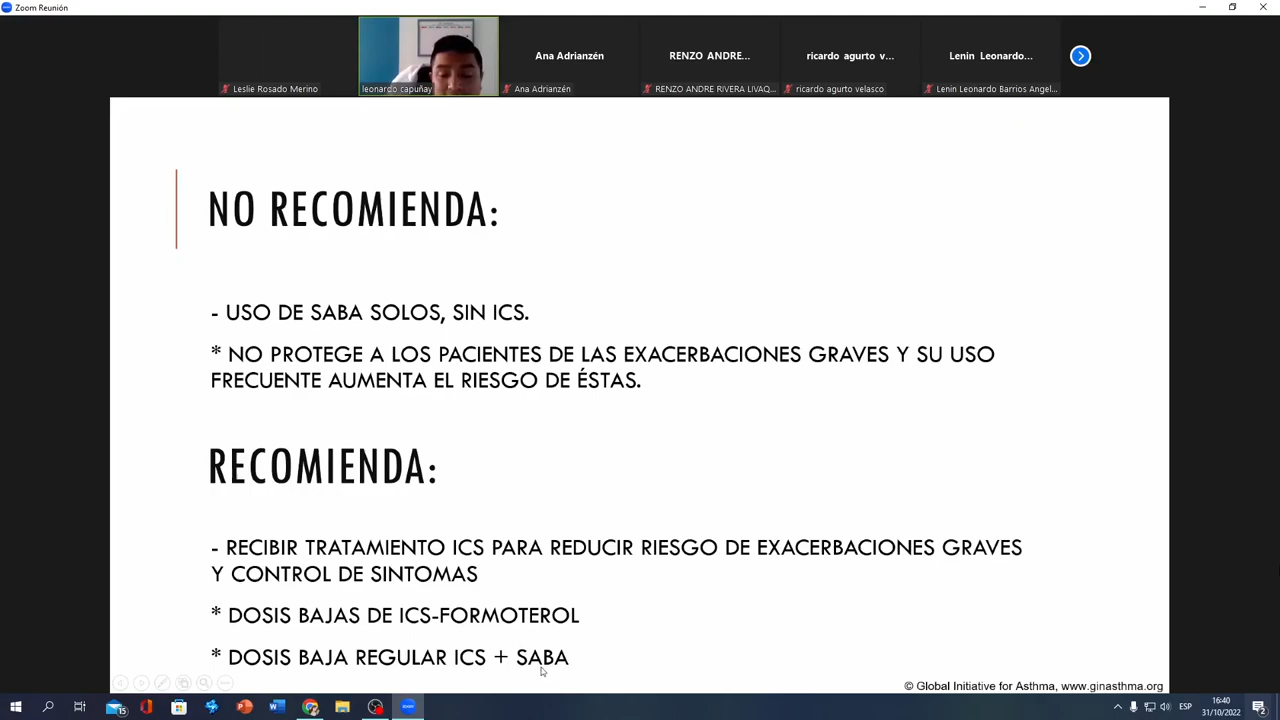 Zoom Reunión
Ana Adrianzén
RENZO ANDRE...
ricardo agurto v...
Lenin Leonardo...
Leslie Rosado Merino
leonardo capuñay
Ana Adrianzén
RENZO ANDRE RIVERA LIVAQ...
ricardo agurto velasco
Lenin Leonardo Barrios Angel...
NO RECOMIENDA:
- USO DE SABA SOLOS, SIN ICS.
* NO PROTEGE A LOS PACIENTES DE LAS EXACERBACIONES GRAVES Y SU USO
FRECUENTE AUMENTA EL RIESGO DE ÉSTAS.
RECOMIENDA:
- RECIBIR TRATAMIENTO ICS PARA REDUCIR RIESGO DE EXACERBACIONES GRAVES
Y CONTROL DE SINTOMAS
* DOSIS BAJAS DE ICS-FORMOTEROL
* DOSIS BAJA REGULAR ICS + SABA
© Global Initiative for Asthma, www.ginasthma.org
15
zoom
ESP
16:40
31/10/2022
2